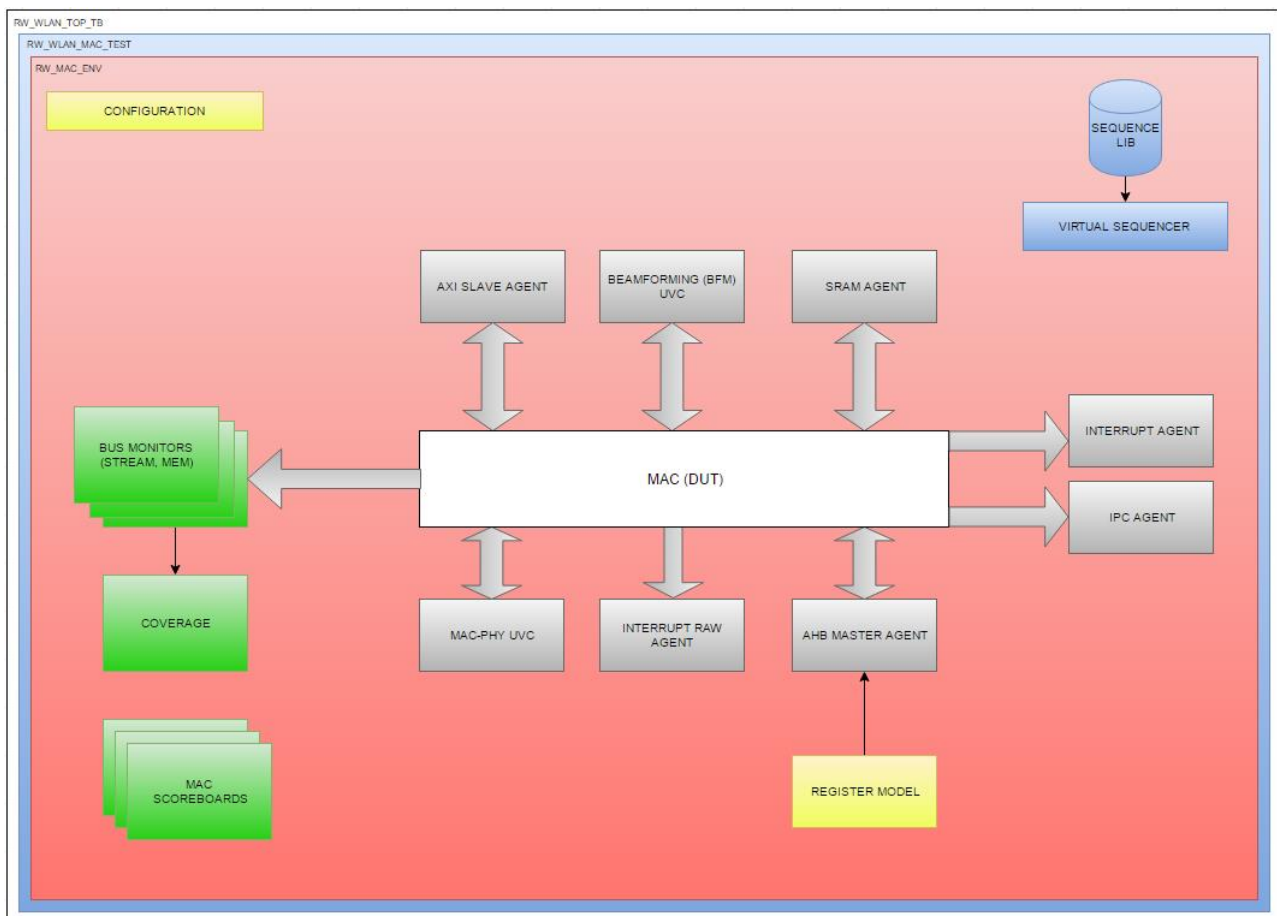 RW_WLAN_TOP_TB
RW_WLAN_MAC_TEST
RW_MAC_ENV
CONFIGURATION
SEQUENCE
LIB
VIRTUAL SEQUENCER
AXI SLAVE AGENT
BEAMFORMING (BFM)
UVC
SRAM AGENT
BUS MONITORS
(STREAM, MEM)
MAC (DUT)
INTERRUPT AGENT
IPC AGENT
COVERAGE
MAC-PHY UVC
INTERRUPT RAW
AGENT
AHB MASTER AGENT
MAC
SCOREBOARDS
REGISTER MODEL